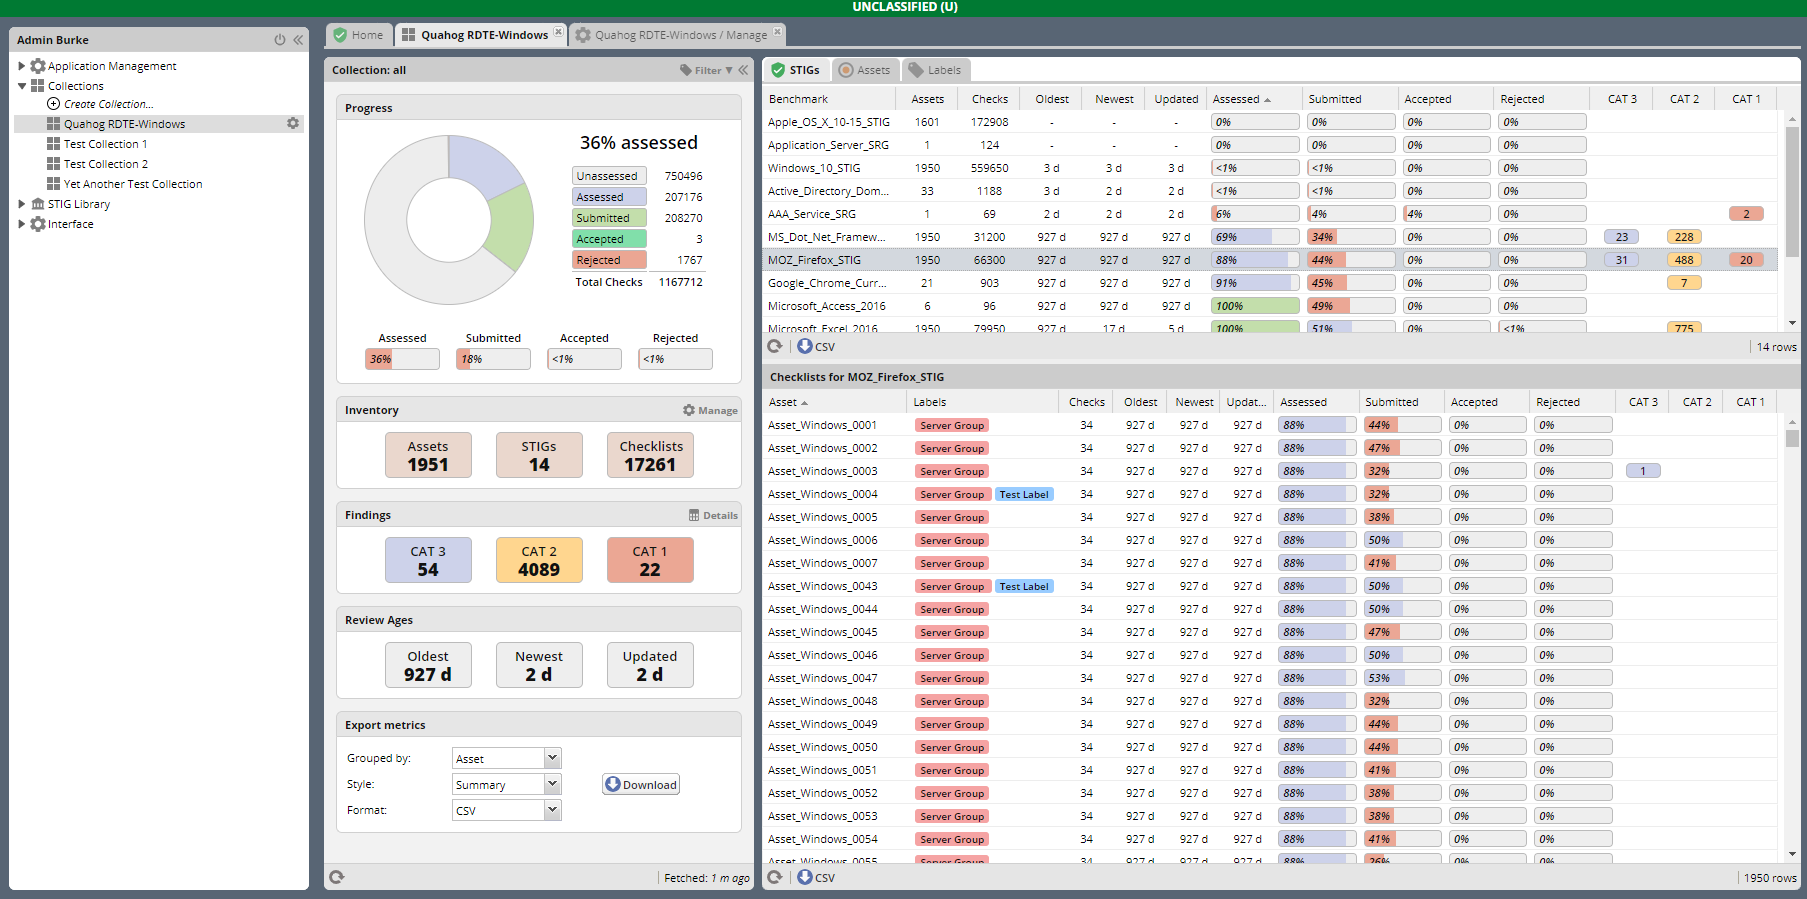 UNCLASSIFIED (U)
Admin Burke
Application Management
Collections
Create Collection...
Quahog RDTE-Windows
Test Collection 1
Test Collection 2
Yet Another Test Collection
STIG Library
Interface
Home
Quahog RDTE-Windows
Quahog RDTE-Windows / Manage
Collection: all
Filter
Progress
36% assessed
Unassessed 750496
Assessed 207176
Submitted 208270
Accepted 3
Rejected 1767
Total Checks 1167712
Assessed Submitted Accepted Rejected
36% 18% <1% <1%
Inventory
Manage
Assets STIGs Checklists
1951 14 17261
Findings
Details
CAT 3 CAT 2 CAT 1
54 4089 22
Review Ages
Oldest Newest Updated
927 d 2 d 2 d
Export metrics
Grouped by: Asset
Style: Summary
Download
Format: CSV
Fetched: 1 m ago
STIGs Assets Labels
Benchmark Assets Checks Oldest Newest Updated Assessed Submitted Accepted Rejected CAT 3 CAT 2 CAT 1
Apple_OS_X_10-15_STIG 1601 172908 - - - 0% 0% 0% 0%
Application_Server_SRG 1 124 - - - 0% 0% 0% 0%
Windows_10_STIG 1950 559650 3 d 3 d 3 d <1% <1% 0% 0%
Active_Directory_Dom... 33 1188 3 d 2 d 2 d <1% <1% 0% 0%
AAA_Service_SRG 1 69 2 d 2 d 2 d 6% 4% 4% 0% 2
MS_Dot_Net_Framew... 1950 31200 927 d 927 d 927 d 69% 34% 0% 0% 23 228
MOZ_Firefox_STIG 1950 66300 927 d 927 d 927 d 88% 44% 0% 0% 31 488 20
Google_Chrome_Curr... 21 903 927 d 927 d 927 d 91% 45% 0% 0% 7
Microsoft_Access_2016 6 96 927 d 927 d 927 d 100% 49% 0% 0%
Microsoft_Excel_2016 1950 79950 927 d 17 d 5 d 100% 51% 0% <1% 775
CSV
14 rows
Checklists for MOZ_Firefox_STIG
Asset Labels Checks Oldest Newest Updat... Assessed Submitted Accepted Rejected CAT 3 CAT 2 CAT 1
Asset_Windows_0001 Server Group 34 927 d 927 d 927 d 88% 44% 0% 0%
Asset_Windows_0002 Server Group 34 927 d 927 d 927 d 88% 47% 0% 0%
Asset_Windows_0003 Server Group 34 927 d 927 d 927 d 88% 32% 0% 0% 1
Asset_Windows_0004 Server Group Test Label 34 927 d 927 d 927 d 88% 32% 0% 0%
Asset_Windows_0005 Server Group 34 927 d 927 d 927 d 88% 38% 0% 0%
Asset_Windows_0006 Server Group 34 927 d 927 d 927 d 88% 50% 0% 0%
Asset_Windows_0007 Server Group 34 927 d 927 d 927 d 88% 41% 0% 0%
Asset_Windows_0043 Server Group Test Label 34 927 d 927 d 927 d 88% 50% 0% 0%
Asset_Windows_0044 Server Group 34 927 d 927 d 927 d 88% 50% 0% 0%
Asset_Windows_0045 Server Group 34 927 d 927 d 927 d 88% 47% 0% 0%
Asset_Windows_0046 Server Group 34 927 d 927 d 927 d 88% 50% 0% 0%
Asset_Windows_0047 Server Group 34 927 d 927 d 927 d 88% 53% 0% 0%
Asset_Windows_0048 Server Group 34 927 d 927 d 927 d 88% 32% 0% 0%
Asset_Windows_0049 Server Group 34 927 d 927 d 927 d 88% 44% 0% 0%
Asset_Windows_0050 Server Group 34 927 d 927 d 927 d 88% 44% 0% 0%
Asset_Windows_0051 Server Group 34 927 d 927 d 927 d 88% 41% 0% 0%
Asset_Windows_0052 Server Group 34 927 d 927 d 927 d 88% 38% 0% 0%
Asset_Windows_0053 Server Group 34 927 d 927 d 927 d 88% 38% 0% 0%
Asset_Windows_0054 Server Group 34 927 d 927 d 927 d 88% 41% 0% 0%
Asset_Windows_0055 Server Group 34 927 d 927 d 927 d 88% 26% 0% 0%
CSV
1950 rows